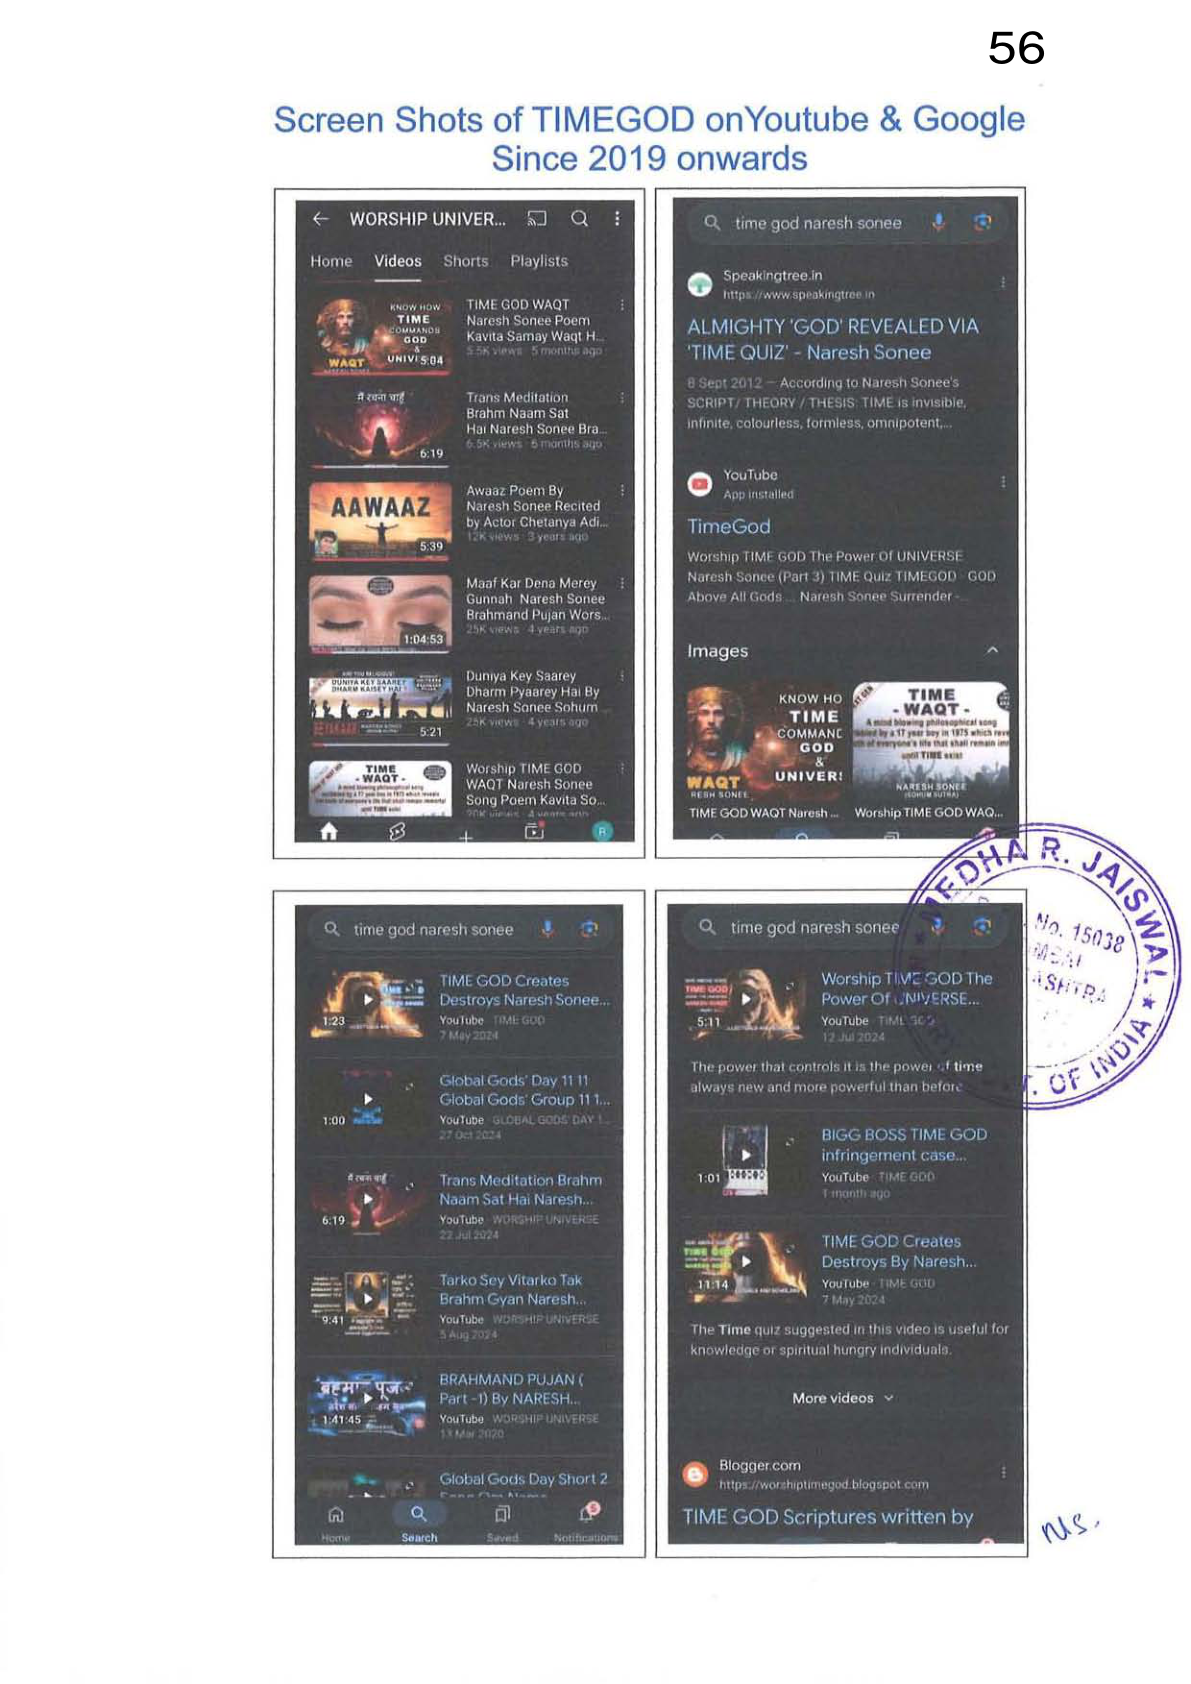 56
Screen Shots of TIMEGOD onYoutube & Google
Since 2019 onwards
WORSHIP UNIVER...
Home Videos Shorts Playlists
KNOW HOW
TIME
COMMANDS
GOD
&
UNIVE
5:04
WAQT
TIME GOD WAQT
Naresh Sonee Poem
Kavita Samay Waqt H...
5.5K views 5 months ago
मैं रचना चाहूँ
6:19
Trans Meditation
Brahm Naam Sat
Hai Naresh Sonee Bra...
6.5K views 6 months ago
AAWAAZ
5:39
Awaaz Poem By
Naresh Sonee Recited
by Actor Chetanya Adi...
12K views 3 years ago
1:04:53
Maaf Kar Dena Merey
Gunnah Naresh Sonee
Brahmand Pujan Wors...
25K views 4 years ago
DUNIYA KEY SAAREY
DHARM KAISEY HAI
5:21
Duniya Key Saarey
Dharm Pyaarey Hai By
Naresh Sonee Sohum
25K views 4 years ago
TIME
- WAQT -
Worship TIME GOD
WAQT Naresh Sonee
Song Poem Kavita So...
R
time god naresh sonee
Speakingtree.in
https://www.speakingtree.in
ALMIGHTY 'GOD' REVEALED VIA
'TIME QUIZ' - Naresh Sonee
8 Sept 2012 — According to Naresh Sonee's
SCRIPT/ THEORY / THESIS: TIME is invisible,
infinite, colourless, formless, omnipotent,...
YouTube
App installed
TimeGod
Worship TIME GOD The Power Of UNIVERSE
Naresh Sonee (Part 3) TIME Quiz TIMEGOD - GOD
Above All Gods ... Naresh Sonee Surrender -...
Images
KNOW HO
TIME
COMMANC
GOD
&
UNIVER
WAQT
RESH SONEE
TIME GOD WAQT Naresh ...
TIME
- WAQT -
A mind blowing philosophical song
by a 17 year boy in 1975 which reve
of everyone's life that shall remain im
until TIME exist
NARESH SONEE
(SOHUM SUTRA)
Worship TIME GOD WAQ...
time god naresh sonee
1:23
TIME GOD Creates
Destroys Naresh Sonee...
YouTube TIME GOD
7 May 2024
1:00
Global Gods' Day 11 11
Global Gods' Group 11 1...
YouTube GLOBAL GODS' DAY 1...
27 Oct 2024
मैं रचना चाहूँ
6:19
Trans Meditation Brahm
Naam Sat Hai Naresh...
YouTube WORSHIP UNIVERSE
22 Jul 2024
9:41
Tarko Sey Vitarko Tak
Brahm Gyan Naresh...
YouTube WORSHIP UNIVERSE
5 Aug 2024
1:41:45
BRAHMAND PUJAN (
Part -1) By NARESH...
YouTube WORSHIP UNIVERSE
13 Mar 2020
Global Gods Day Short 2
Home Search Saved Notifications
time god naresh sonee
TIME GOD
5:11
Worship TIME GOD The
Power Of UNIVERSE...
YouTube TIME GOD
12 Jul 2024
The power that controls it is the power of time
always new and more powerful than before
1:01
BIGG BOSS TIME GOD
infringement case...
YouTube TIME GOD
1 month ago
11:14
TIME GOD Creates
Destroys By Naresh...
YouTube TIME GOD
7 May 2024
The Time quiz suggested in this video is useful for
knowledge or spiritual hungry individuals.
More videos
Blogger.com
https://worshiptimegod.blogspot.com
TIME GOD Scriptures written by
MEDHA R. JAISWAL
No. 15038
OF INDIA